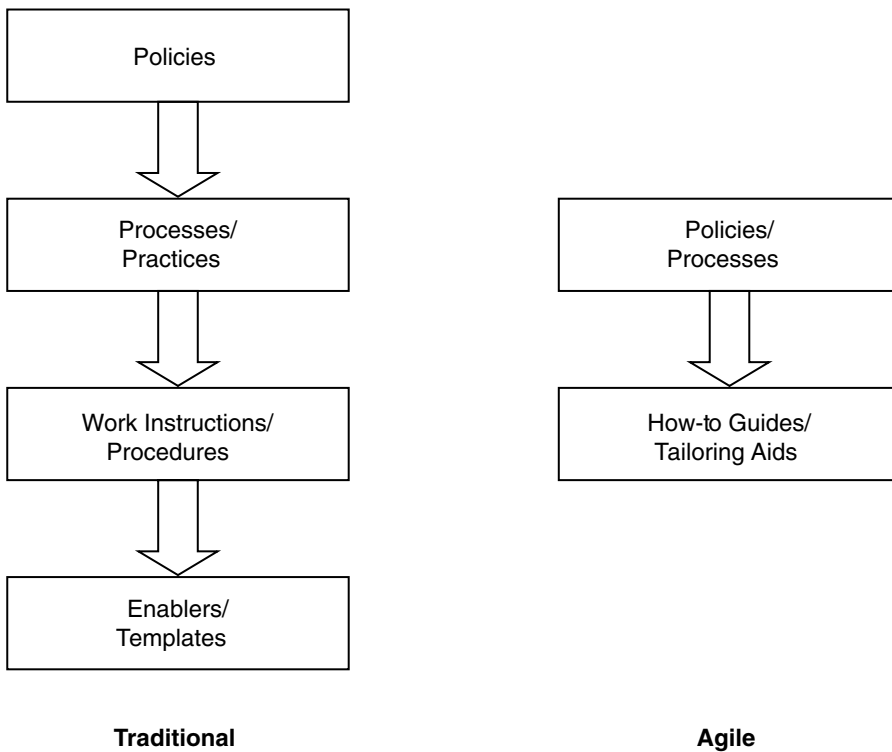 Policies
Processes/
Practices
Work Instructions/
Procedures
Enablers/
Templates
Traditional
Policies/
Processes
How-to Guides/
Tailoring Aids
Agile